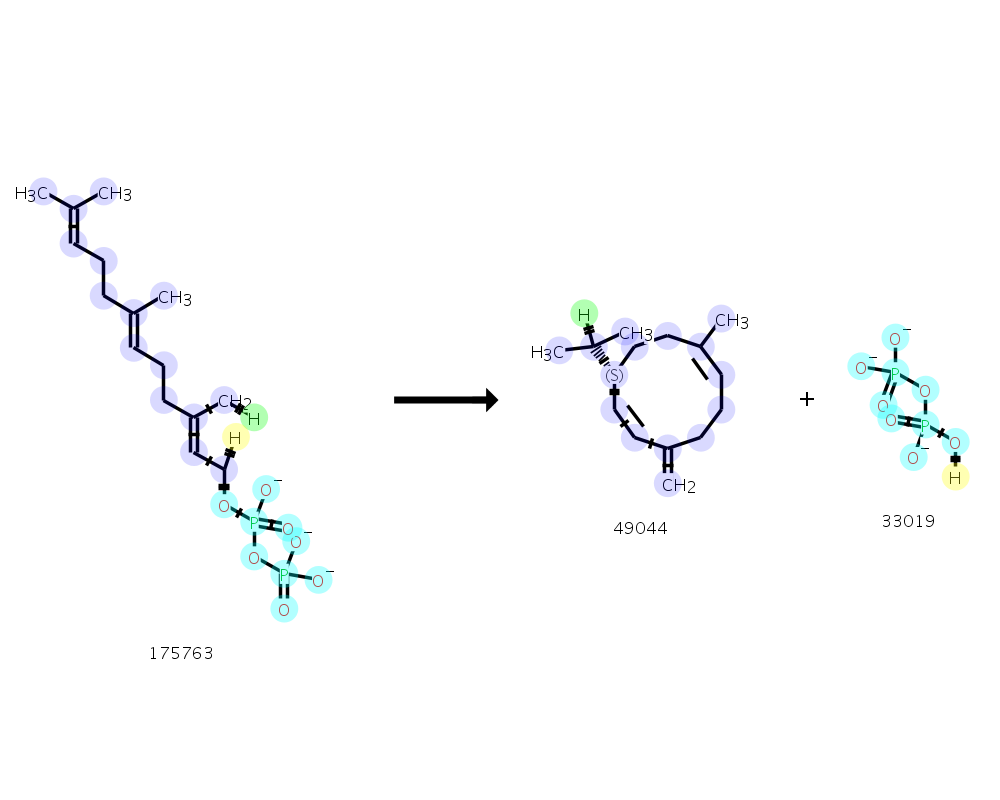 H3C CH3
CH3
CH2
H
H
O O−
P O
O O−
P O−
O
175763
H
H3C CH3
(S)
CH3
CH2
49044
+
O−
O− P O
O O P O
O− H
33019